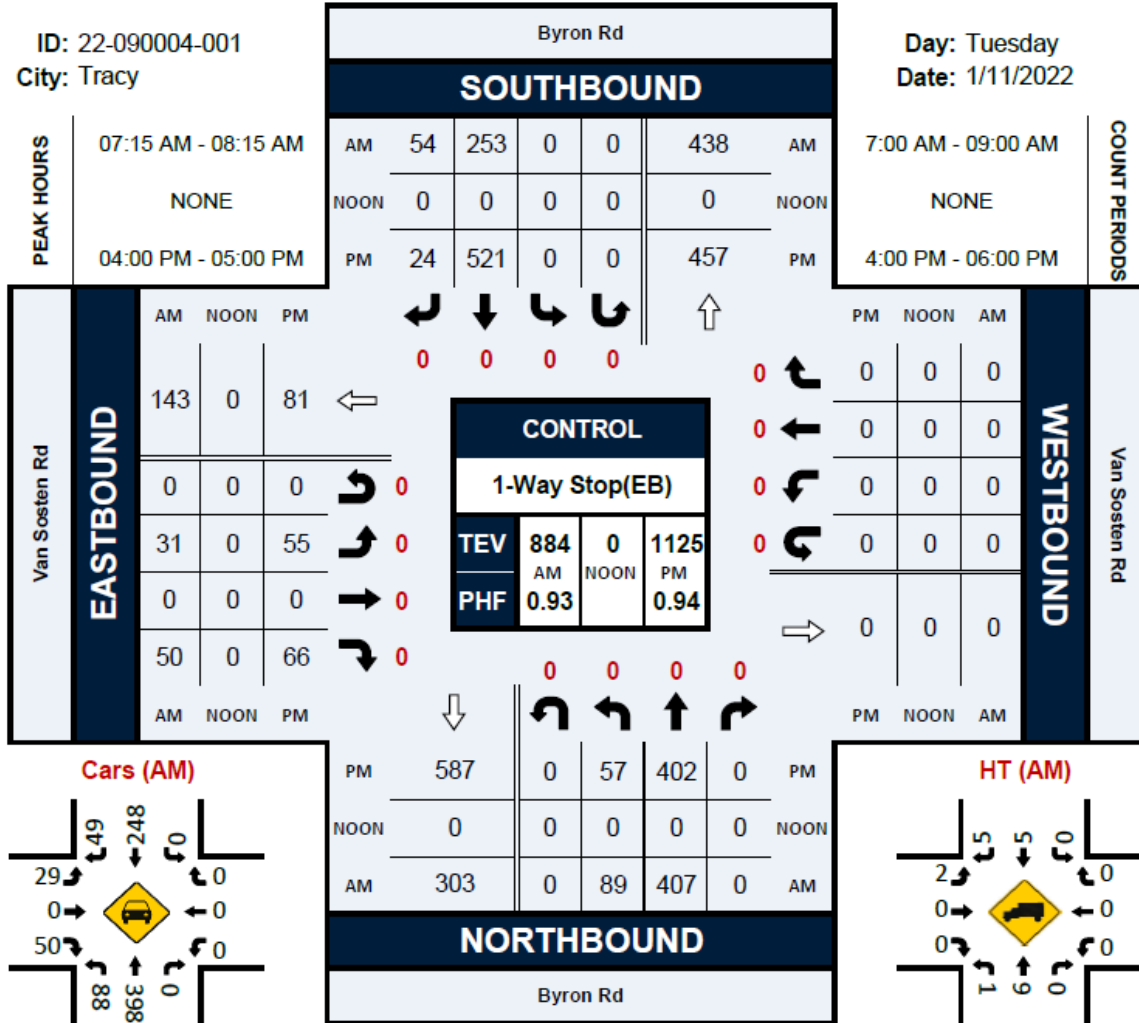 ID: 22-090004-001
City: Tracy
Byron Rd
Day: Tuesday
Date: 1/11/2022
SOUTHBOUND
PEAK HOURS
07:15 AM - 08:15 AM
NONE
04:00 PM - 05:00 PM
AM 54 253 0 0 438 AM
NOON 0 0 0 0 0 NOON
PM 24 521 0 0 457 PM
7:00 AM - 09:00 AM
NONE
4:00 PM - 06:00 PM
COUNT PERIODS
0 0 0 0
Van Sosten Rd
EASTBOUND
AM NOON PM
143 0 81
0 0 0 0
31 0 55 0
0 0 0 0
50 0 66 0
AM NOON PM
CONTROL
1-Way Stop(EB)
TEV 884 0 1125
AM NOON PM
PHF 0.93 0.94
PM NOON AM
0 0 0 0
0 0 0 0
0 0 0 0
0 0 0 0
0 0 0
PM NOON AM
WESTBOUND
Van Sosten Rd
0 0 0 0
PM 587 0 57 402 0 PM
NOON 0 0 0 0 0 NOON
AM 303 0 89 407 0 AM
NORTHBOUND
Byron Rd
Cars (AM)
49 248 0
29 0
0 0
50 0
88 398 0
HT (AM)
5 5 0
2 0
0 0
0 0
1 9 0